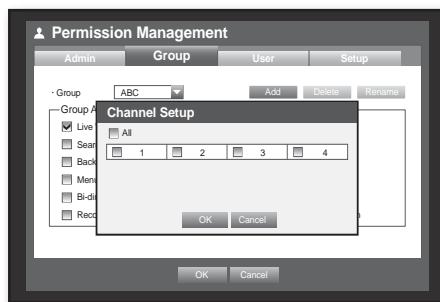 Permission Management
Admin Group User Setup
· Group ABC Add Delete Rename
Group A
Channel Setup
Live
All
Sear
1 2 3 4
Back
Men
Bi-di
Reco
OK Cancel
OK Cancel